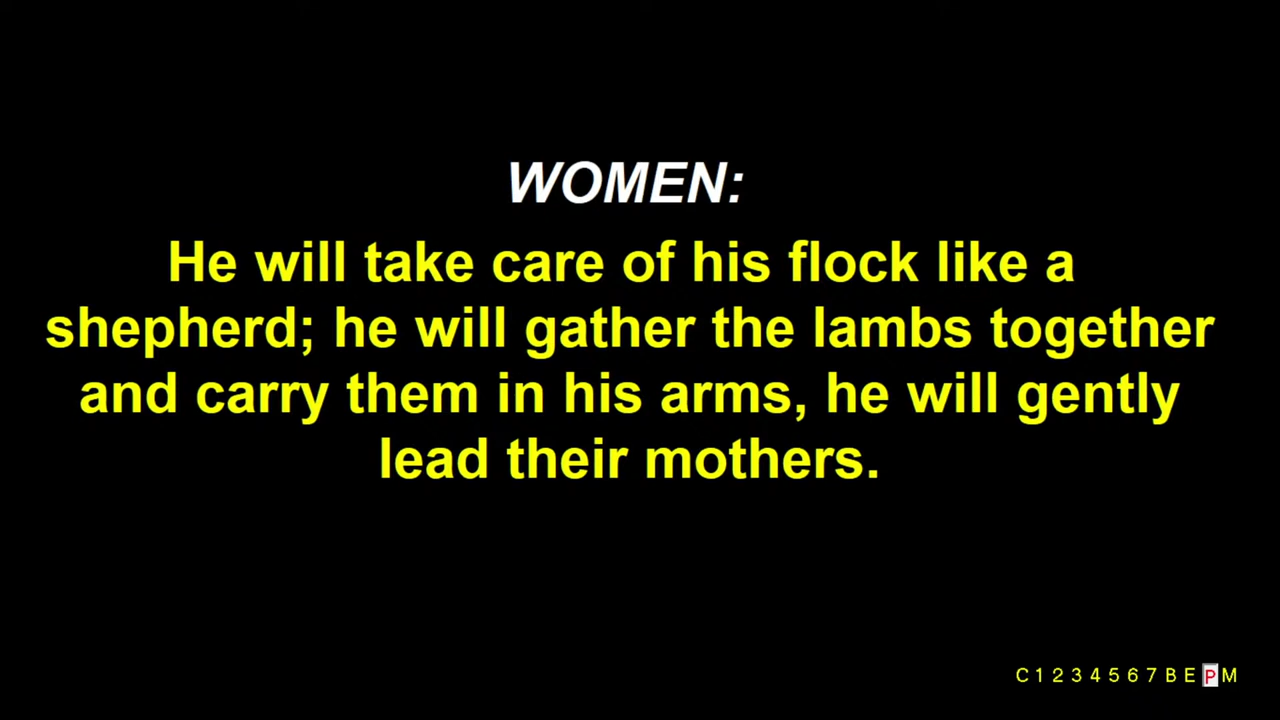 WOMEN:
He will take care of his flock like a
shepherd; he will gather the lambs together
and carry them in his arms, he will gently
lead their mothers.
C 1 2 3 4 5 6 7 B E P M